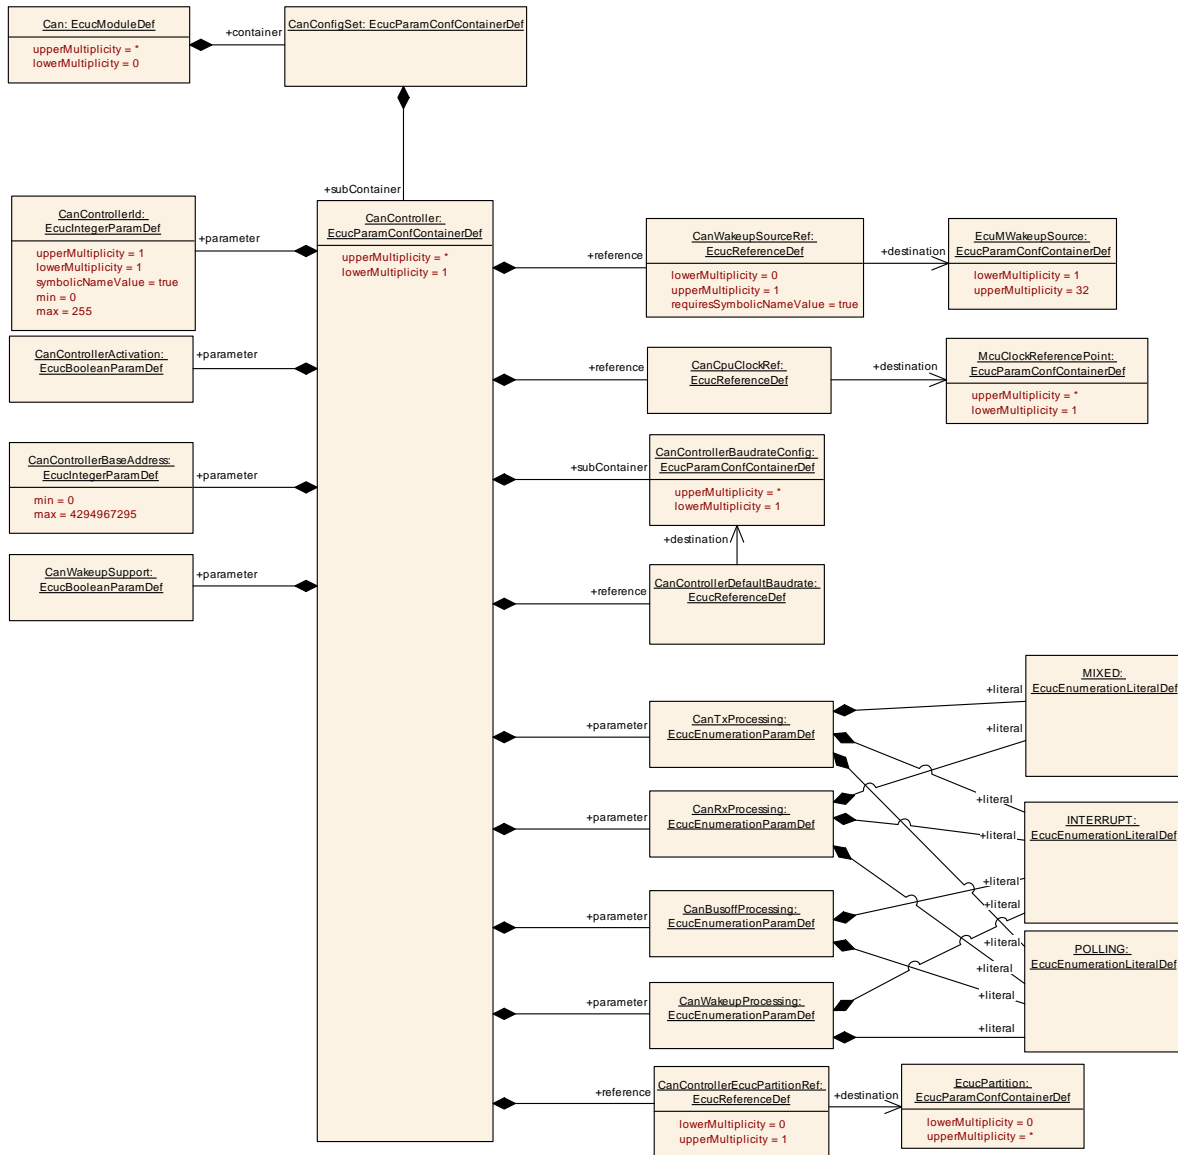 Can: EcucModuleDef
upperMultiplicity = *
lowerMultiplicity = 0
+container
CanConfigSet: EcucParamConfContainerDef
+subContainer
CanControllerId:
EcucIntegerParamDef
upperMultiplicity = 1
lowerMultiplicity = 1
symbolicNameValue = true
min = 0
max = 255
+parameter
CanController:
EcucParamConfContainerDef
upperMultiplicity = *
lowerMultiplicity = 1
+reference
CanWakeupSourceRef:
EcucReferenceDef
lowerMultiplicity = 0
upperMultiplicity = 1
requiresSymbolicNameValue = true
+destination
EcuMWakeupSource:
EcucParamConfContainerDef
lowerMultiplicity = 1
upperMultiplicity = 32
CanControllerActivation:
EcucBooleanParamDef
+parameter
+reference
CanCpuClockRef:
EcucReferenceDef
+destination
McuClockReferencePoint:
EcucParamConfContainerDef
upperMultiplicity = *
lowerMultiplicity = 1
CanControllerBaseAddress:
EcucIntegerParamDef
min = 0
max = 4294967295
+parameter
+subContainer
CanControllerBaudrateConfig:
EcucParamConfContainerDef
upperMultiplicity = *
lowerMultiplicity = 1
+destination
CanWakeupSupport:
EcucBooleanParamDef
+parameter
+reference
CanControllerDefaultBaudrate:
EcucReferenceDef
+parameter
CanTxProcessing:
EcucEnumerationParamDef
+literal
+literal
MIXED:
EcucEnumerationLiteralDef
+parameter
CanRxProcessing:
EcucEnumerationParamDef
+literal
+literal
INTERRUPT:
EcucEnumerationLiteralDef
+parameter
CanBusoffProcessing:
EcucEnumerationParamDef
+literal
+literal
+literal
+literal
POLLING:
EcucEnumerationLiteralDef
+parameter
CanWakeupProcessing:
EcucEnumerationParamDef
+literal
+literal
+reference
CanControllerEcucPartitionRef:
EcucReferenceDef
lowerMultiplicity = 0
upperMultiplicity = 1
+destination
EcucPartition:
EcucParamConfContainerDef
lowerMultiplicity = 0
upperMultiplicity = *